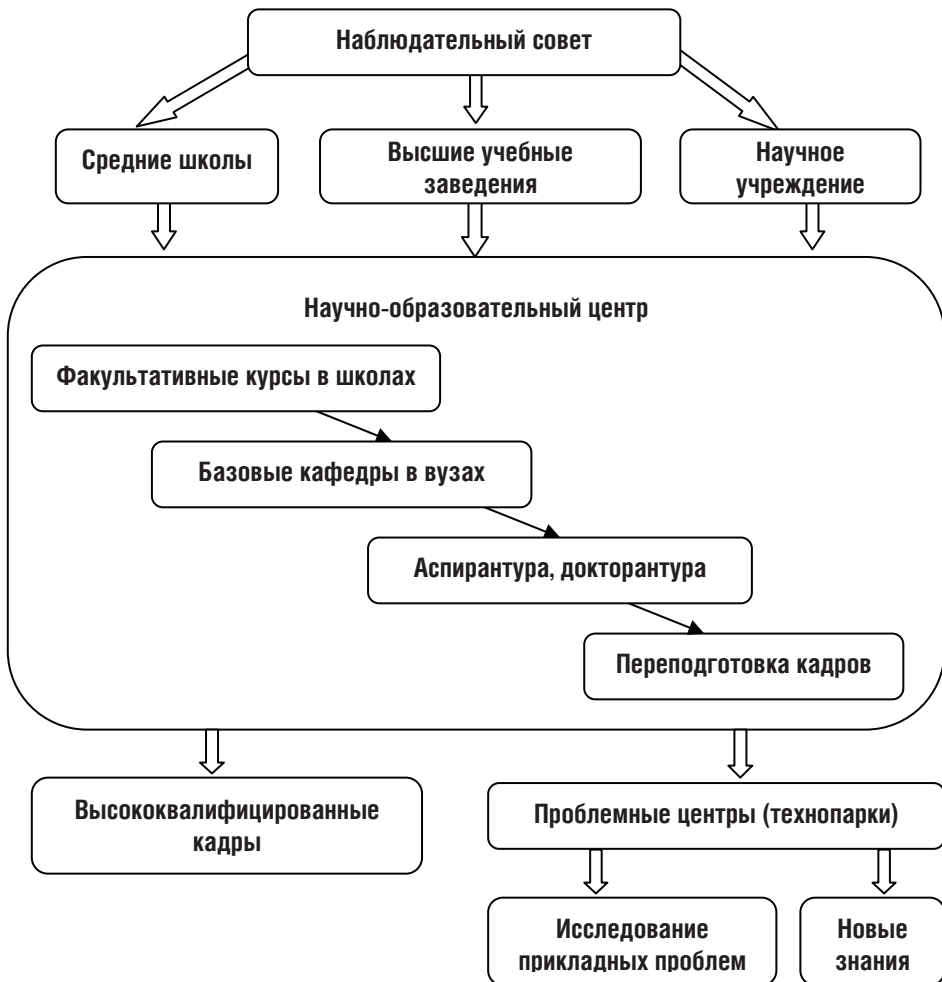 Наблюдательный совет
Средние школы
Высшие учебные
заведения
Научное
учреждение
Научно-образовательный центр
Факультативные курсы в школах
Базовые кафедры в вузах
Аспирантура, докторантура
Переподготовка кадров
Высококвалифицированные
кадры
Проблемные центры (технопарки)
Исследование
прикладных проблем
Новые
знания